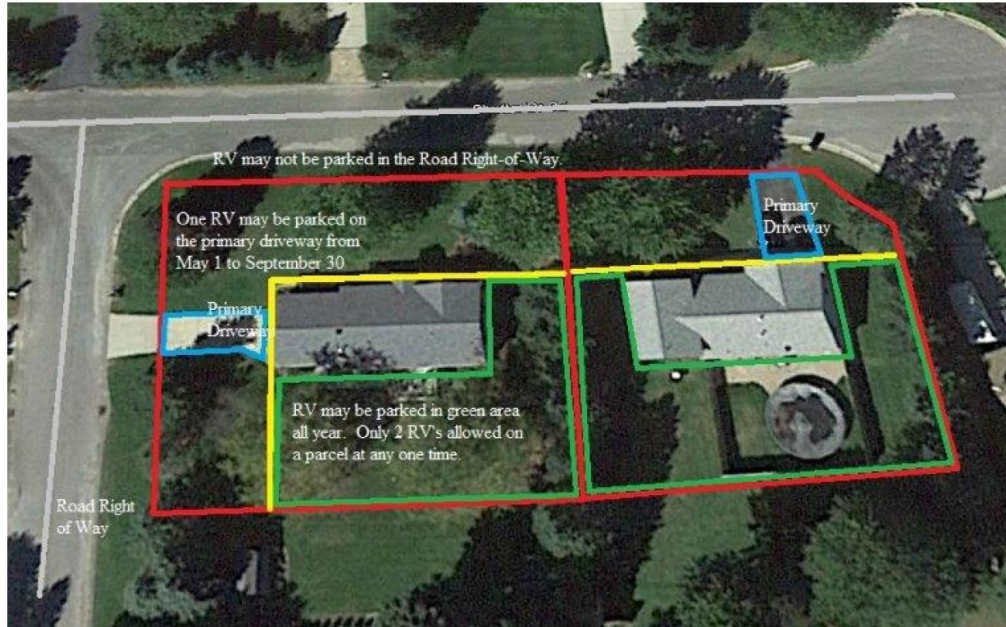 RV may not be parked in the Road Right-of-Way.
One RV may be parked on
the primary driveway from
May 1 to September 30
Primary
Driveway
Primary
Driveway
RV may be parked in green area
all year. Only 2 RV's allowed on
a parcel at any one time.
Road Right
of Way